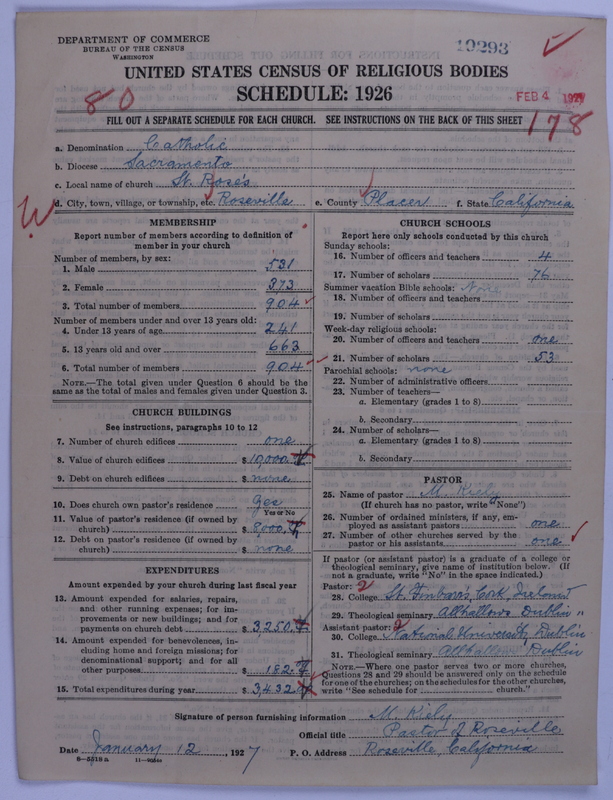 DEPARTMENT OF COMMERCE
BUREAU OF THE CENSUS
WASHINGTON
19293
UNITED STATES CENSUS OF RELIGIOUS BODIES
SCHEDULE: 1926
80
FEB 4 1927
178
FILL OUT A SEPARATE SCHEDULE FOR EACH CHURCH. SEE INSTRUCTIONS ON THE BACK OF THIS SHEET
a. Denomination Catholic
b. Diocese Sacramento
c. Local name of church St. Rose's
d. City, town, village, or township, etc. Roseville e. County Placer f. State California
MEMBERSHIP
Report number of members according to definition of
member in your church
Number of members, by sex:
1. Male 531
2. Female 373
3. Total number of members 904
Number of members under and over 13 years old:
4. Under 13 years of age 241
5. 13 years old and over 663
6. Total number of members 904
NOTE.—The total given under Question 6 should be the
same as the total of males and females given under Question 3.
CHURCH BUILDINGS
See instructions, paragraphs 10 to 12
7. Number of church edifices one
8. Value of church edifices $10,000
9. Debt on church edifices $ none
10. Does church own pastor's residence Yes
Yes or No
11. Value of pastor's residence (if owned by
church) $ 8,000
12. Debt on pastor's residence (if owned by
church) $ none
EXPENDITURES
Amount expended by your church during last fiscal year
13. Amount expended for salaries, repairs,
and other running expenses; for im-
provements or new buildings; and for
payments on church debt $ 3,250
14. Amount expended for benevolences, in-
cluding home and foreign missions; for
denominational support; and for all
other purposes $ 182
15. Total expenditures during year $ 3,432
CHURCH SCHOOLS
Report here only schools conducted by this church
Sunday schools:
16. Number of officers and teachers 4
17. Number of scholars 76
Summer vacation Bible schools: None
18. Number of officers and teachers
19. Number of scholars
Week-day religious schools:
20. Number of officers and teachers one
21. Number of scholars 53
Parochial schools: none
22. Number of administrative officers
23. Number of teachers—
a. Elementary (grades 1 to 8)
b. Secondary
24. Number of scholars—
a. Elementary (grades 1 to 8)
b. Secondary
PASTOR
25. Name of pastor M. Kiely
(If church has no pastor, write "None")
26. Number of ordained ministers, if any, em-
ployed as assistant pastors one
27. Number of other churches served by the
pastor or his assistants one
If pastor (or assistant pastor) is a graduate of a college or
theological seminary, give name of institution below. (If
not a graduate, write "No" in the space indicated.)
Pastor: 2
28. College St. Finbarr's, Cork Ireland
29. Theological seminary Allhallows Dublin "
Assistant pastor: 2
30. College National University, Dublin
31. Theological seminary Allhallows Dublin
NOTE.—Where one pastor serves two or more churches,
Questions 28 and 29 should be answered only on the schedule
for one of the churches; on the schedules for the other churches,
write "See schedule for church."
Signature of person furnishing information M. Kiely
Official title Pastor of Roseville
Date January 12, 1927 P. O. Address Roseville, California